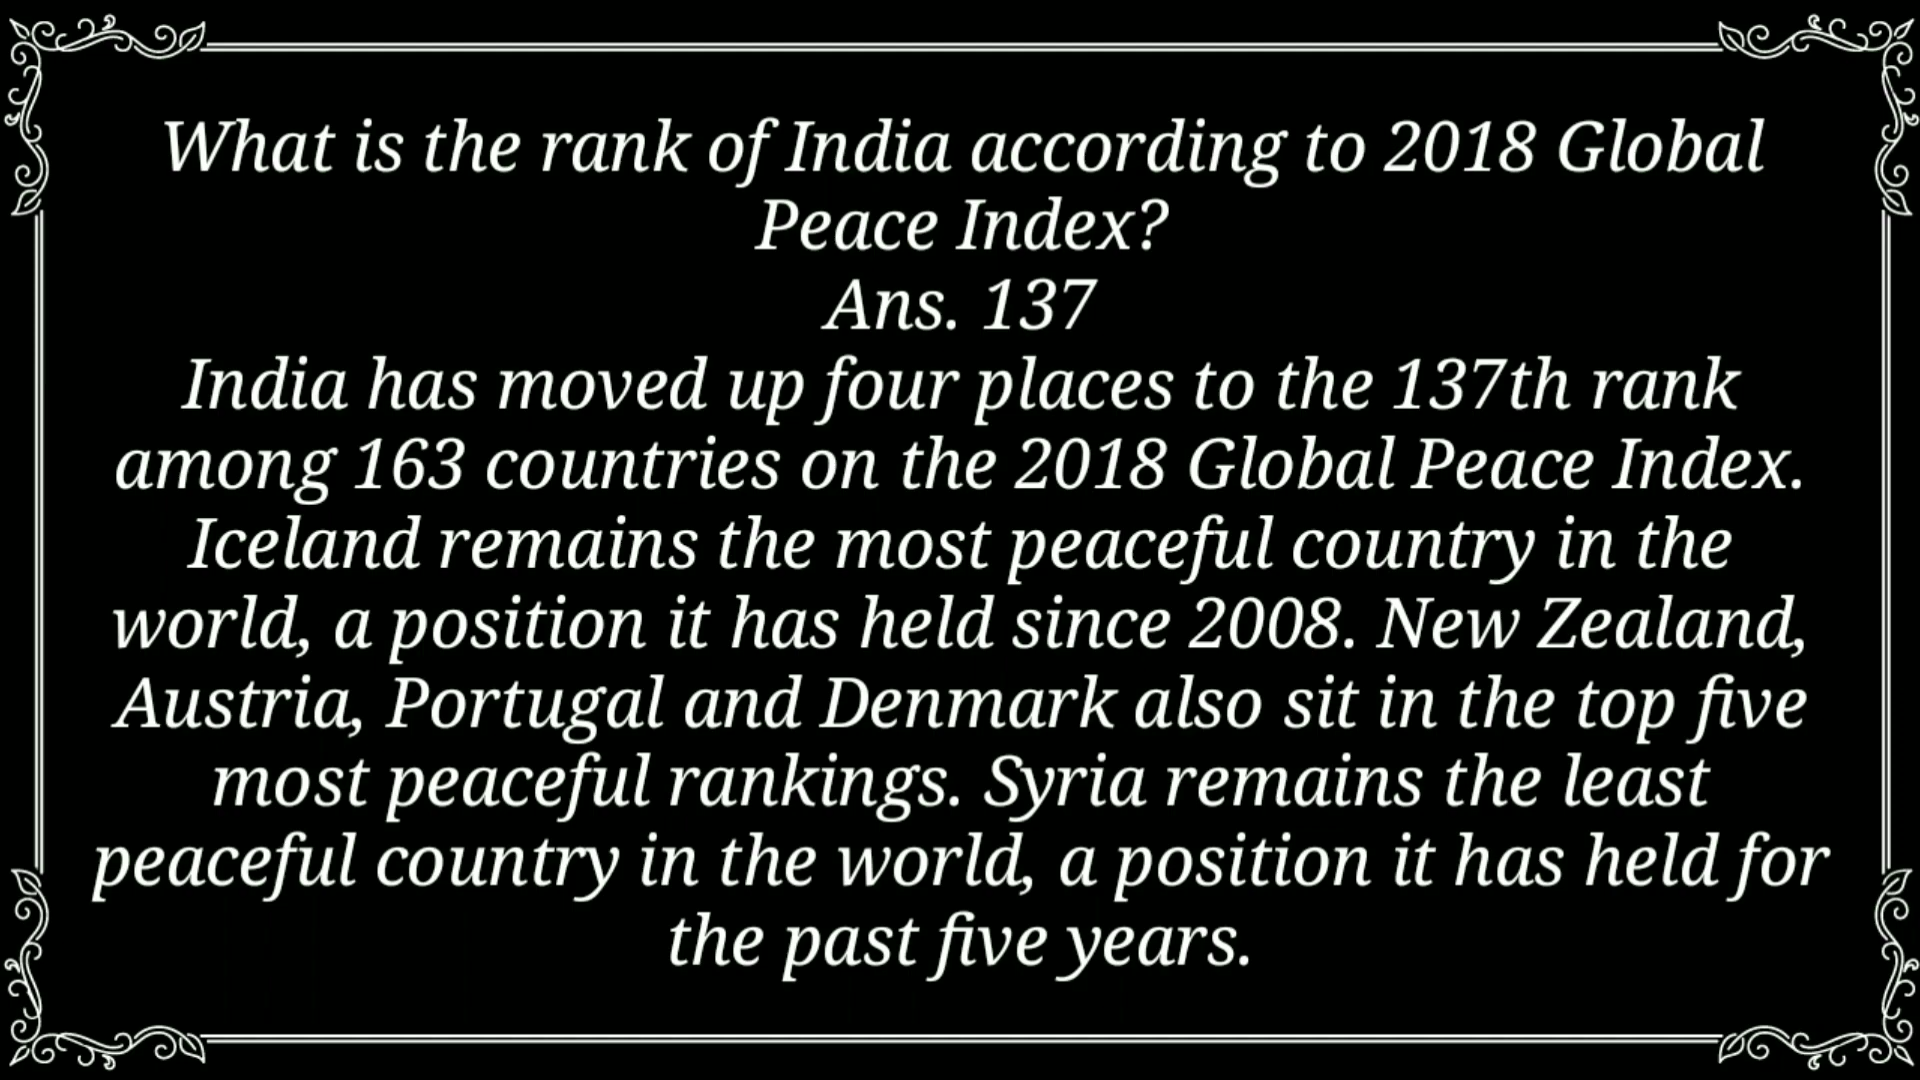 What is the rank of India according to 2018 Global
Peace Index?
Ans. 137
India has moved up four places to the 137th rank
among 163 countries on the 2018 Global Peace Index.
Iceland remains the most peaceful country in the
world, a position it has held since 2008. New Zealand,
Austria, Portugal and Denmark also sit in the top five
most peaceful rankings. Syria remains the least
peaceful country in the world, a position it has held for
the past five years.